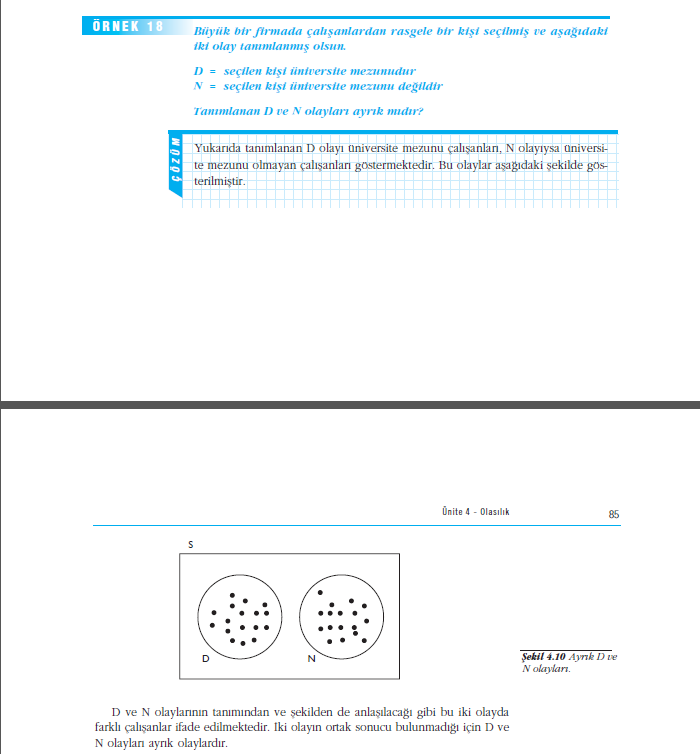 ÖRNEK 18
Büyük bir firmada çalışanlardan rasgele bir kişi seçilmiş ve aşağıdaki
iki olay tanımlanmış olsun.
D = seçilen kişi üniversite mezunudur
N = seçilen kişi üniversite mezunu değildir
Tanımlanan D ve N olayları ayrık mıdır?
ÇÖZÜM
Yukarıda tanımlanan D olayı üniversite mezunu çalışanları, N olayıysa üniversi-
te mezunu olmayan çalışanları göstermektedir. Bu olaylar aşağıdaki şekilde gös-
terilmiştir.
Ünite 4 - Olasılık
85
S
D
N
Şekil 4.10 Ayrık D ve
N olayları.
D ve N olaylarının tanımından ve şekilden de anlaşılacağı gibi bu iki olayda
farklı çalışanlar ifade edilmektedir. İki olayın ortak sonucu bulunmadığı için D ve
N olayları ayrık olaylardır.